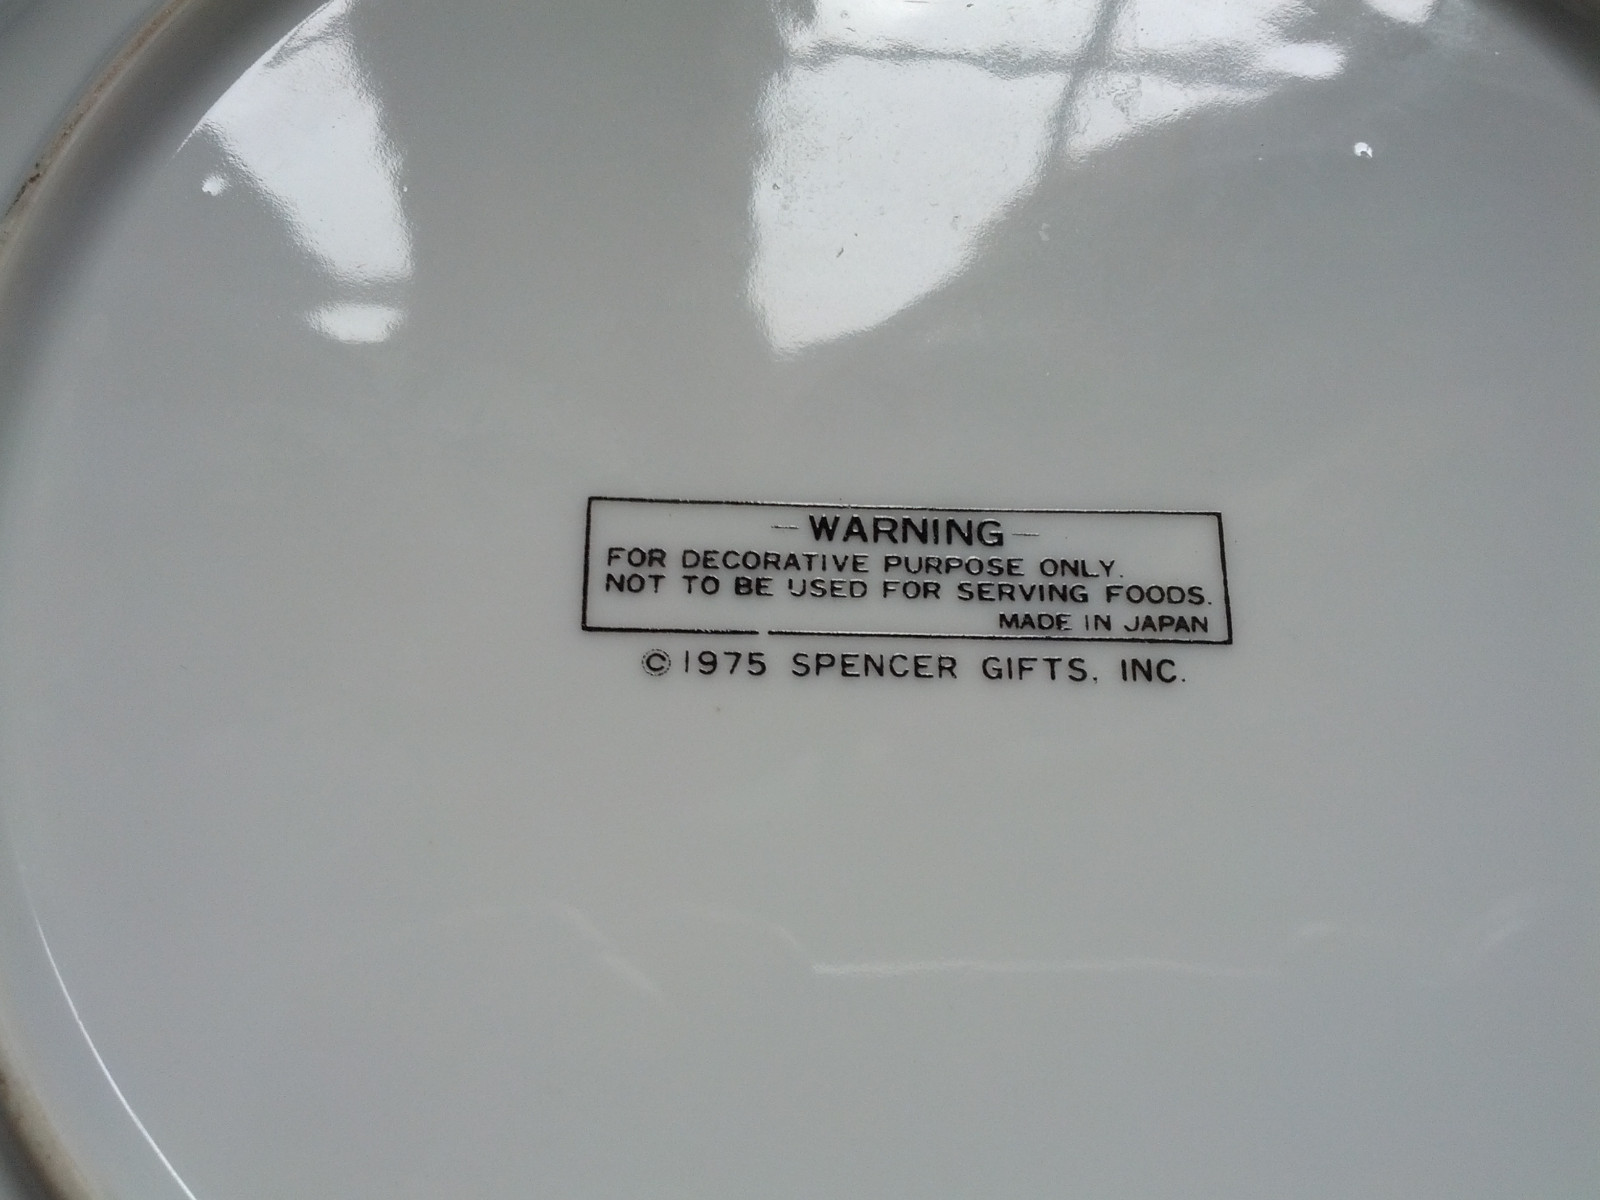 - WARNING -
FOR DECORATIVE PURPOSE ONLY.
NOT TO BE USED FOR SERVING FOODS.
MADE IN JAPAN
© 1975 SPENCER GIFTS, INC.